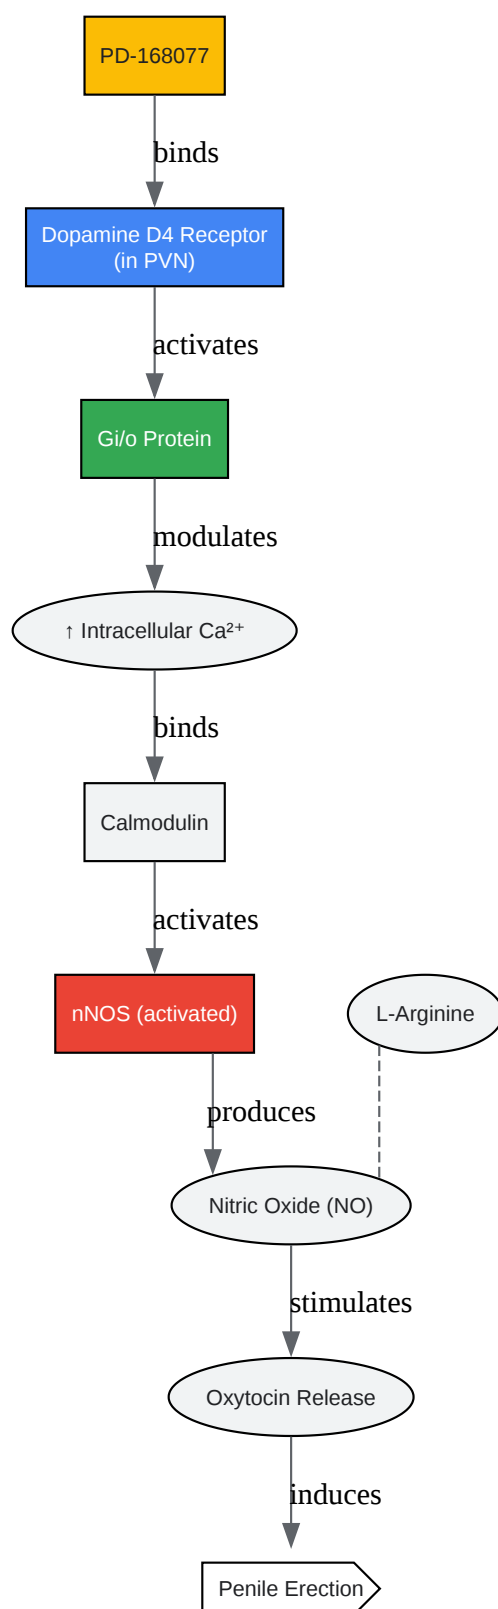 PD-168077
binds
Dopamine D4 Receptor
(in PVN)
activates
Gi/o Protein
modulates
↑ Intracellular Ca²⁺
binds
Calmodulin
activates
nNOS (activated)
L-Arginine
produces
Nitric Oxide (NO)
stimulates
Oxytocin Release
induces
Penile Erection